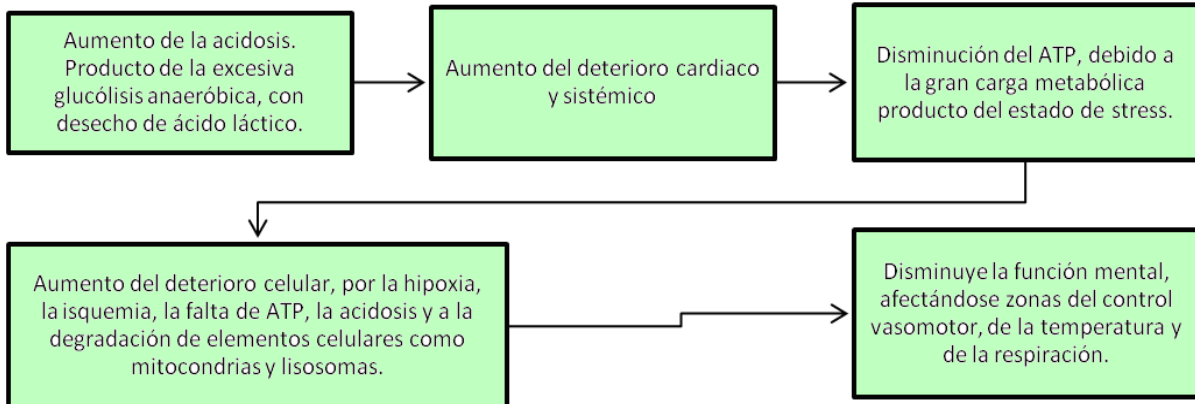 Aumento de la acidosis.
Producto de la excesiva
glucólisis anaeróbica, con
desecho de ácido láctico.
Aumento del deterioro cardiaco
y sistémico
Disminución del ATP, debido a
la gran carga metabólica
producto del estado de stress.
Aumento del deterioro celular, por la hipoxia,
la isquemia, la falta de ATP, la acidosis y a la
degradación de elementos celulares como
mitocondrias y lisosomas.
Disminuye la función mental,
afectándose zonas del control
vasomotor, de la temperatura y
de la respiración.